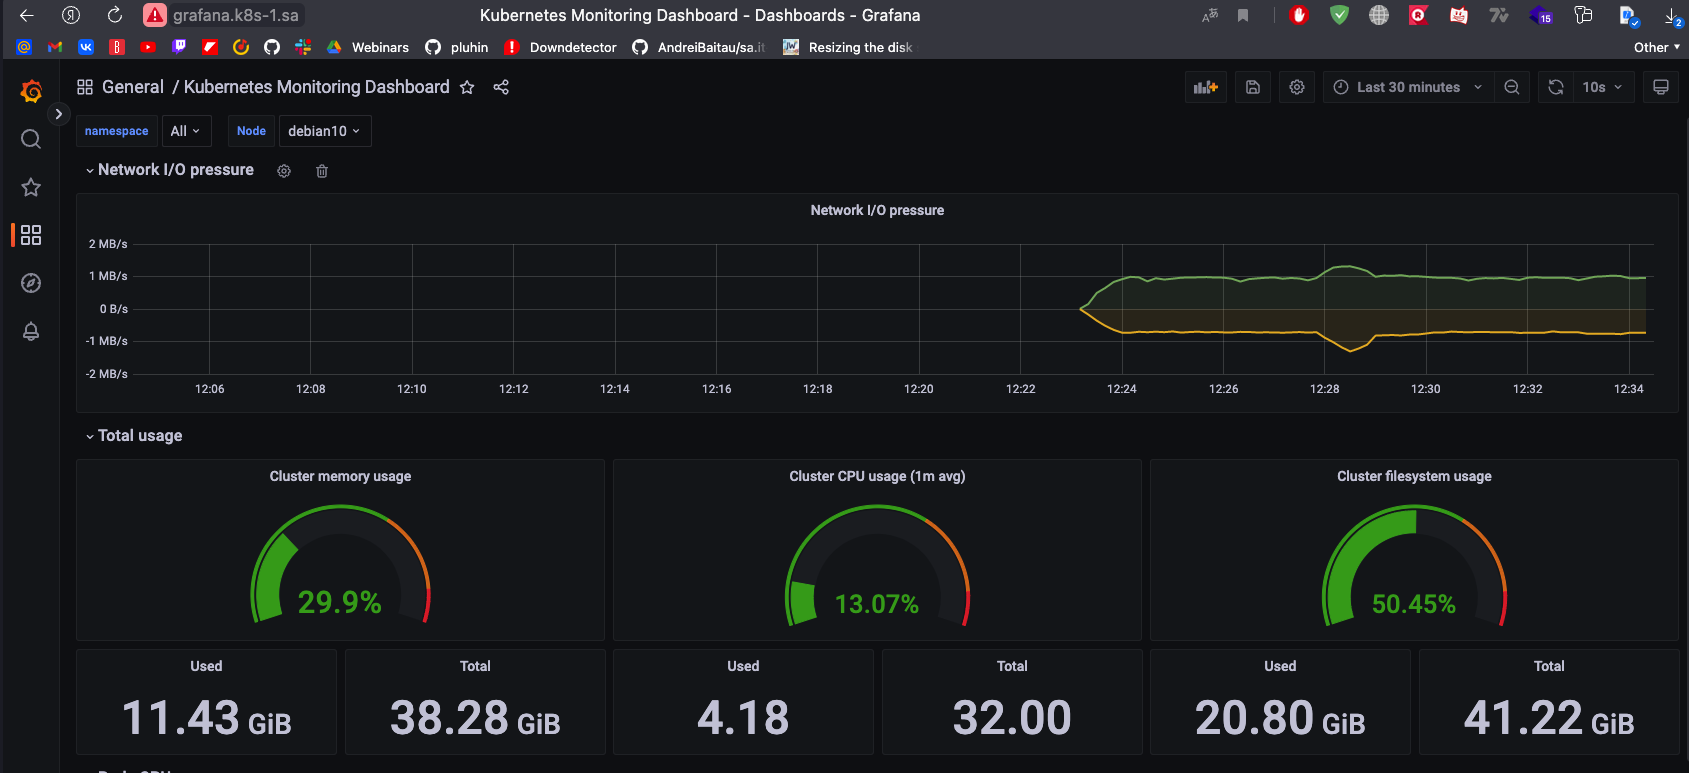 grafana.k8s-1.sa
Kubernetes Monitoring Dashboard - Dashboards - Grafana
15
2
Webinars
pluhin
Downdetector
AndreiBaitau/sa.it
Resizing the disk
Other
General / Kubernetes Monitoring Dashboard
Last 30 minutes
10s
namespace
All
Node
debian10
Network I/O pressure
Network I/O pressure
2 MB/s
1 MB/s
0 B/s
-1 MB/s
-2 MB/s
12:06 12:08 12:10 12:12 12:14 12:16 12:18 12:20 12:22 12:24 12:26 12:28 12:30 12:32 12:34
Total usage
Cluster memory usage
29.9%
Cluster CPU usage (1m avg)
13.07%
Cluster filesystem usage
50.45%
Used
11.43 GiB
Total
38.28 GiB
Used
4.18
Total
32.00
Used
20.80 GiB
Total
41.22 GiB